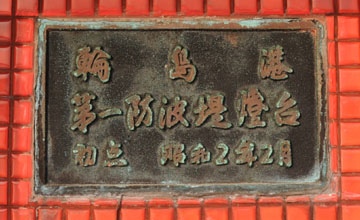 輪島港
第一防波堤燈台
初点 昭和2年2月